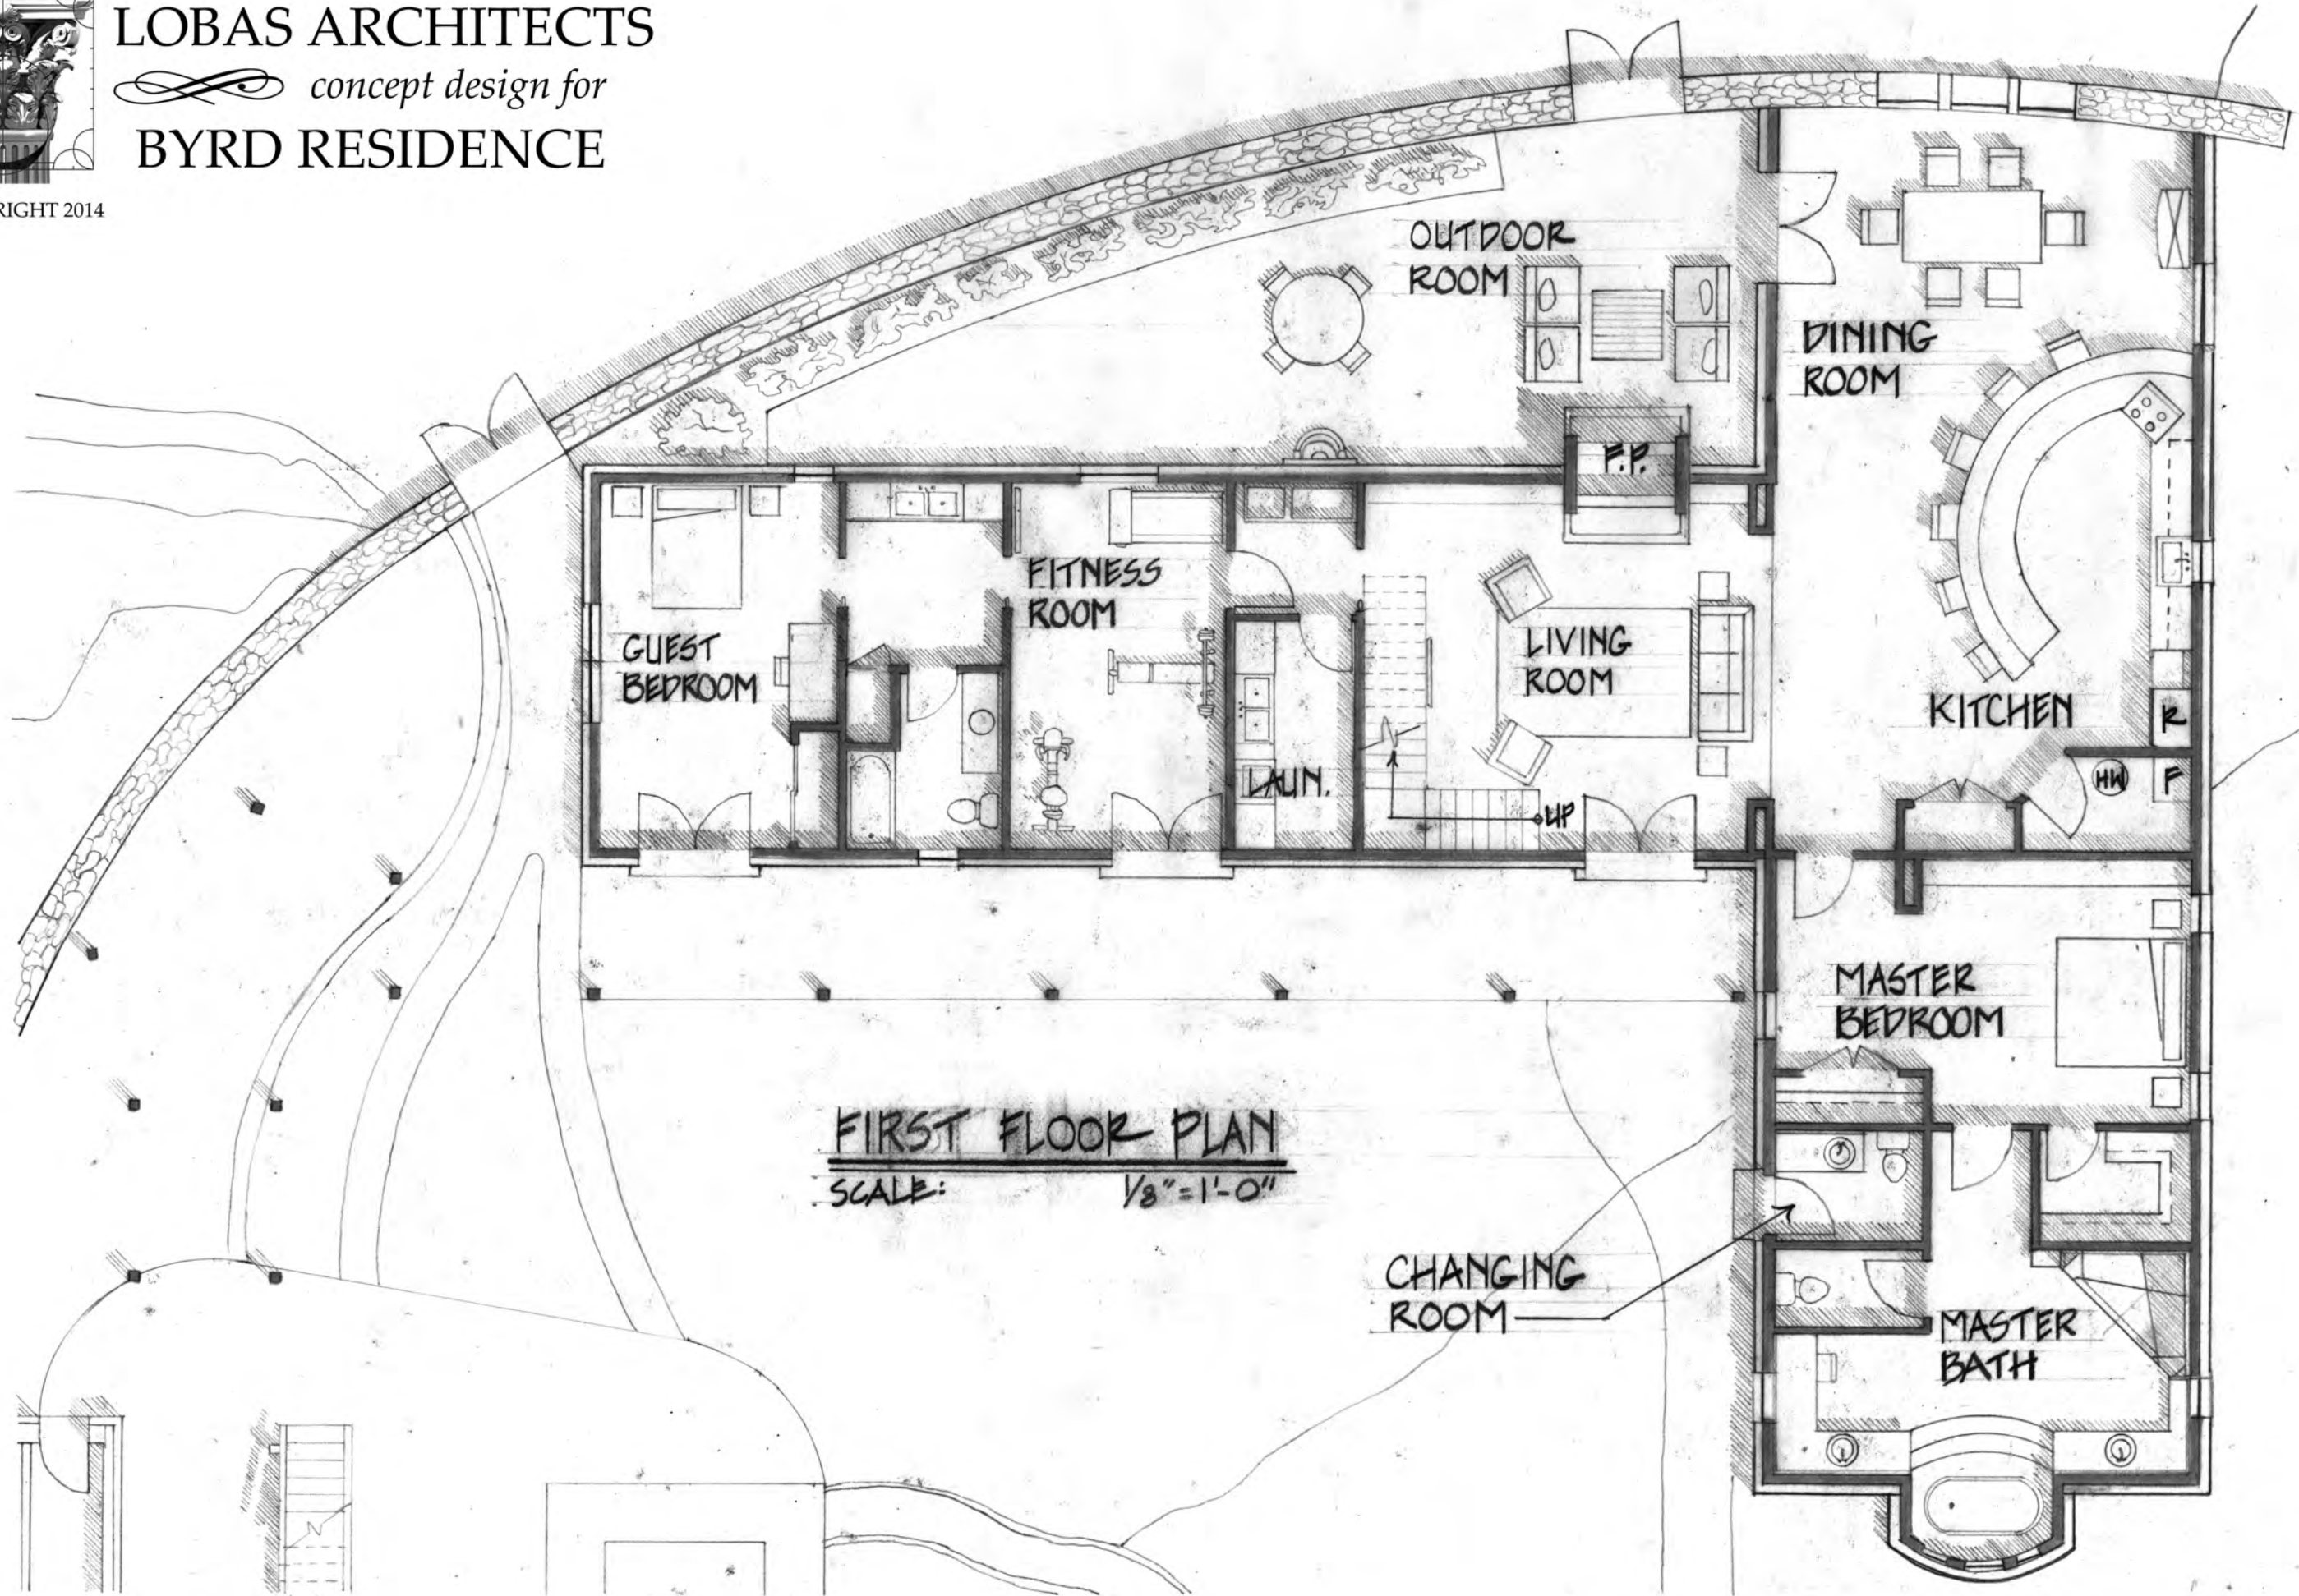 LOBAS ARCHITECTS
concept design for
BYRD RESIDENCE
RIGHT 2014
OUTDOOR
ROOM
DINING
ROOM
F.P.
FITNESS
ROOM
GUEST
BEDROOM
LIVING
ROOM
KITCHEN
R
LAUN.
UP
HW
F
MASTER
BEDROOM
FIRST FLOOR PLAN
SCALE: 1/8"=1'-0"
CHANGING
ROOM
MASTER
BATH